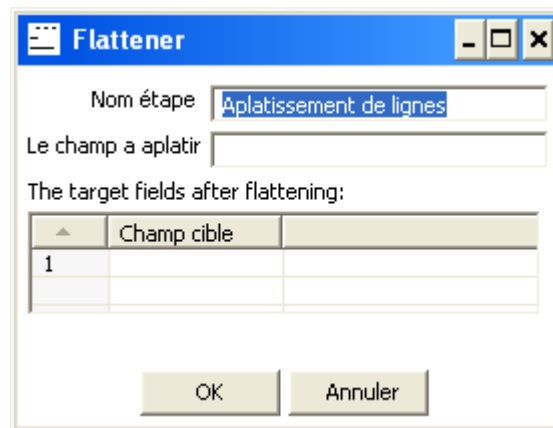 Flattener
Nom étape Aplatissement de lignes
Le champ a aplatir
The target fields after flattening:
Champ cible
1
OK Annuler